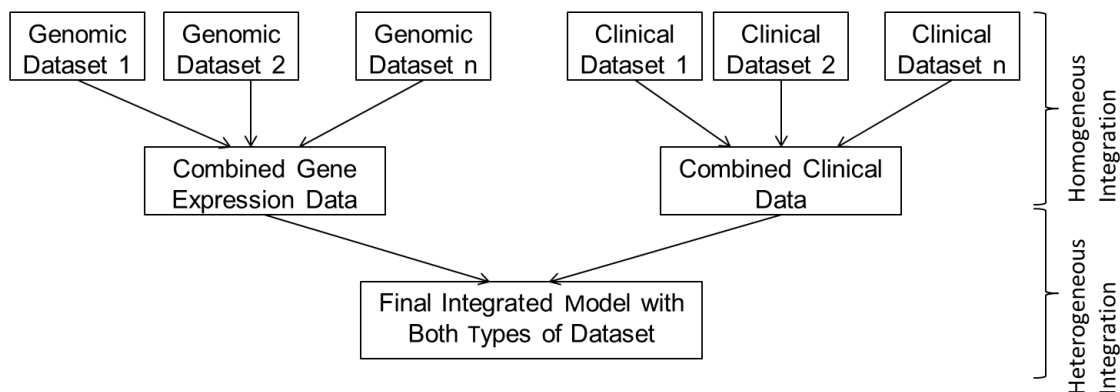 Genomic
Dataset 1
Genomic
Dataset 2
Genomic
Dataset n
Clinical
Dataset 1
Clinical
Dataset 2
Clinical
Dataset n
Homogeneous
Integration
Combined Gene
Expression Data
Combined Clinical
Data
Final Integrated Model with
Both Types of Dataset
Heterogeneous
Integration